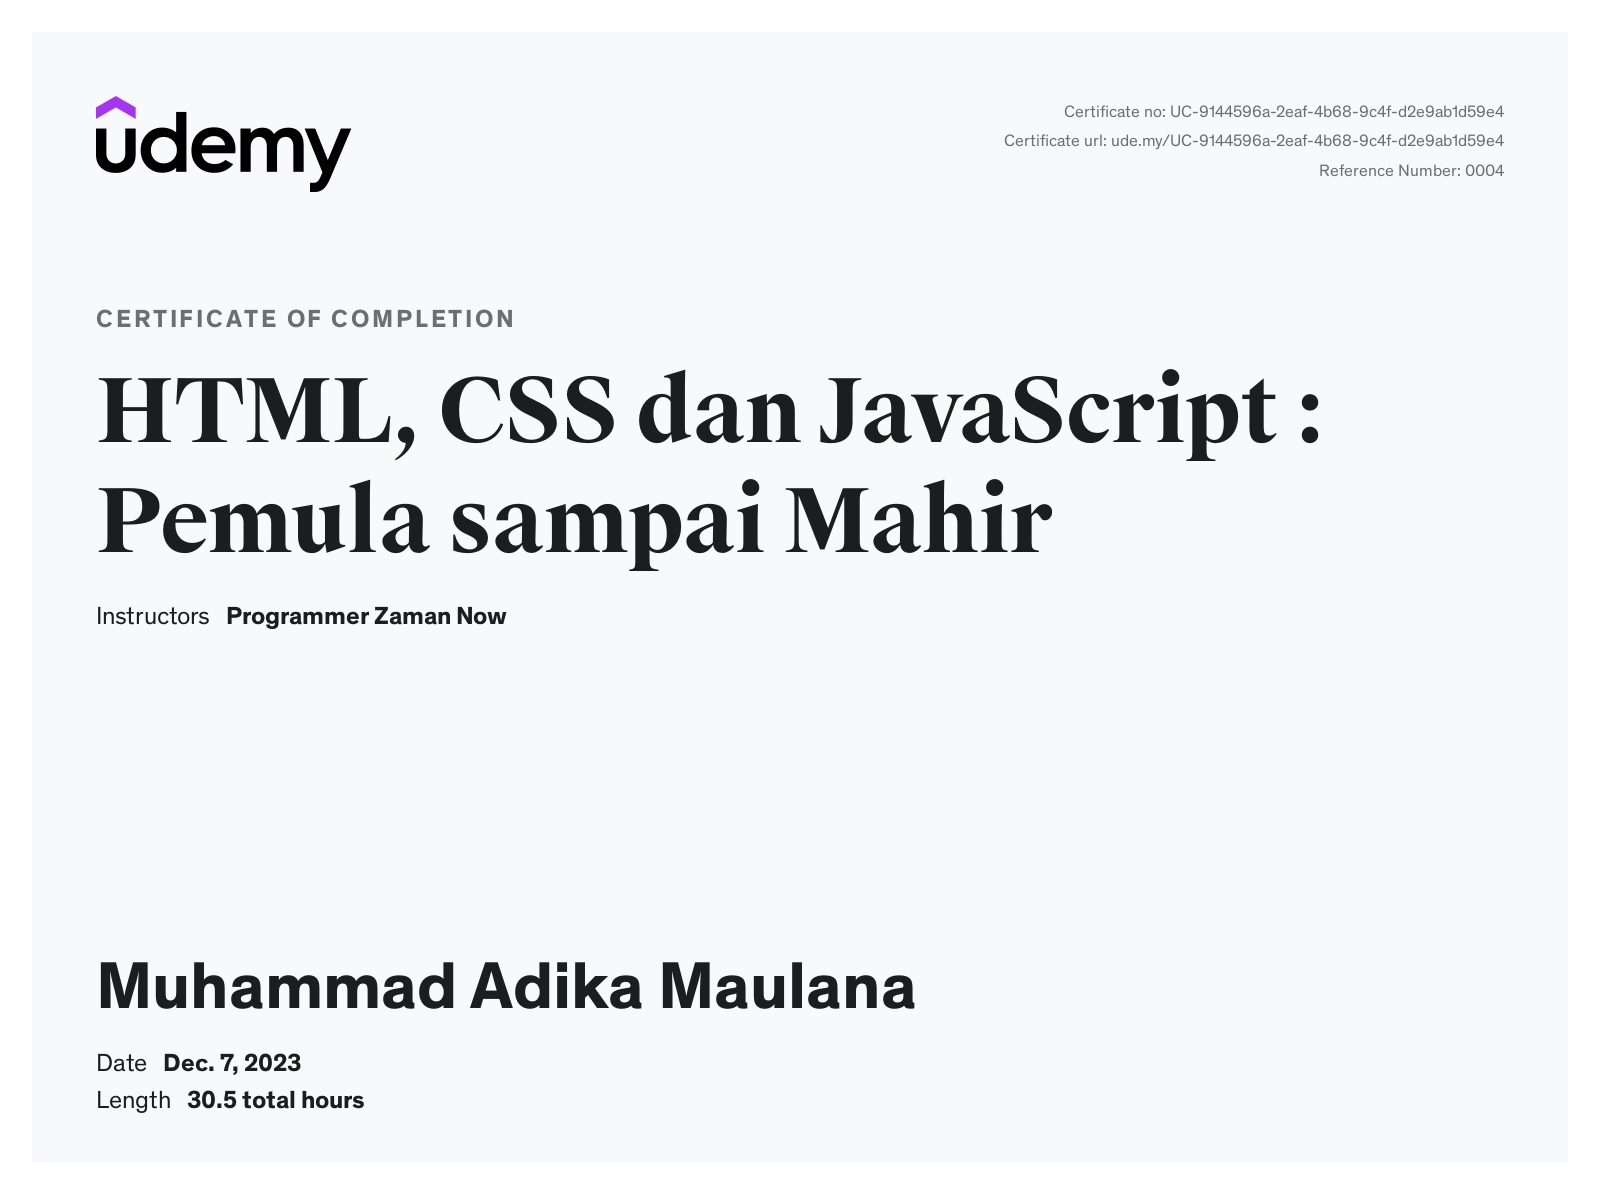 udemy
Certificate no: UC-9144596a-2eaf-4b68-9c4f-d2e9ab1d59e4
Certificate url: ude.my/UC-9144596a-2eaf-4b68-9c4f-d2e9ab1d59e4
Reference Number: 0004
CERTIFICATE OF COMPLETION
HTML, CSS dan JavaScript :
Pemula sampai Mahir
Instructors Programmer Zaman Now
Muhammad Adika Maulana
Date Dec. 7, 2023
Length 30.5 total hours